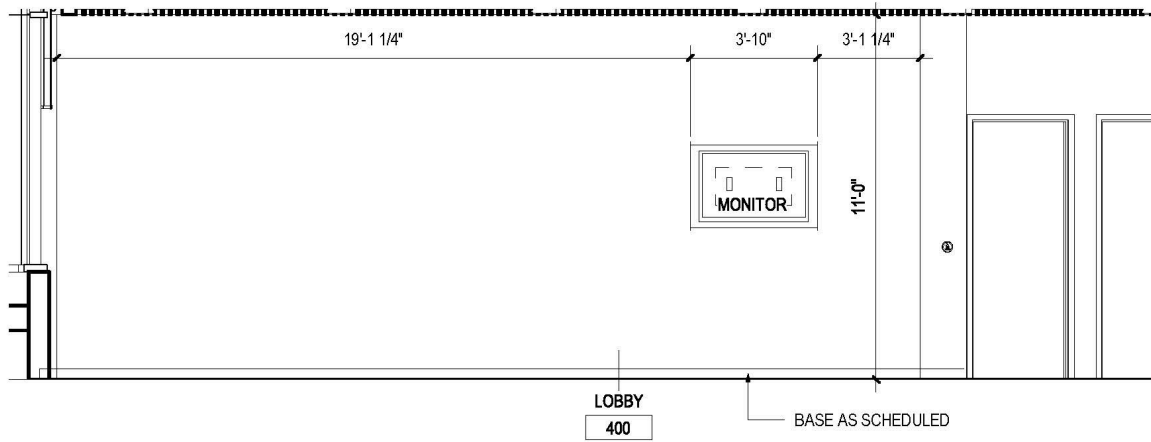 19'-1 1/4"
3'-10"
3'-1 1/4"
MONITOR
11'-0"
LOBBY
400
BASE AS SCHEDULED